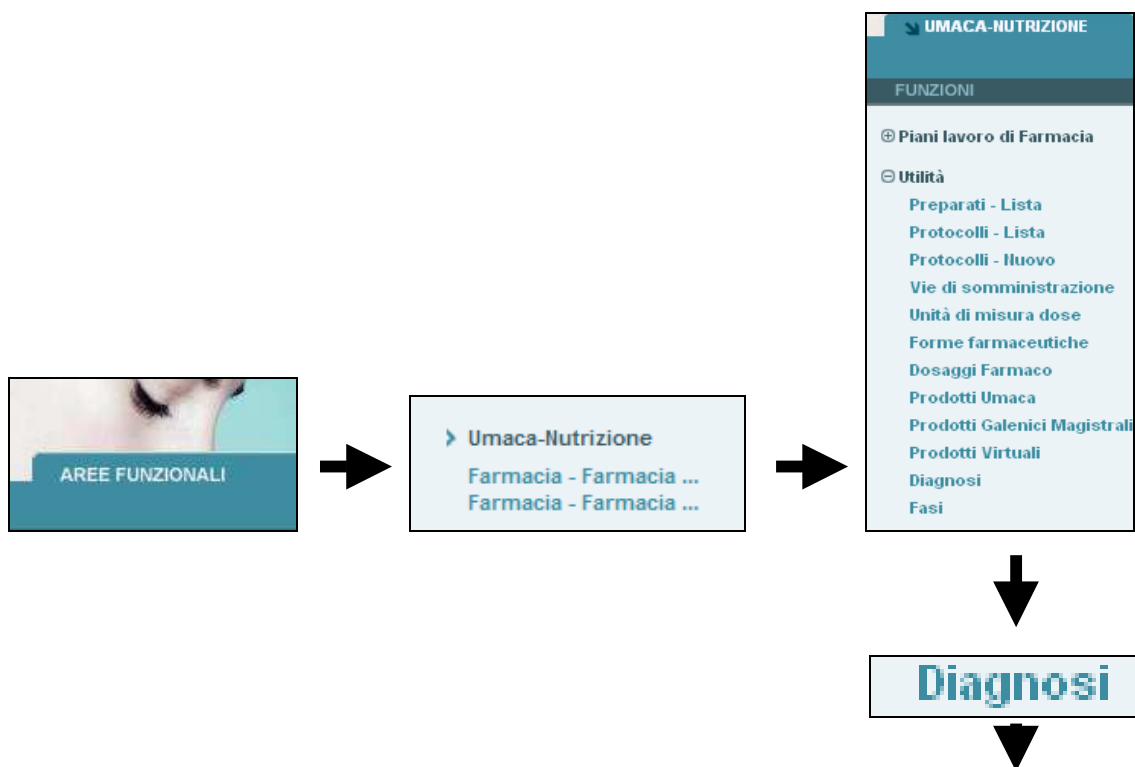 AREE FUNZIONALI
Umaca-Nutrizione
Farmacia - Farmacia ...
Farmacia - Farmacia ...
UMACA-NUTRIZIONE
FUNZIONI
Piani lavoro di Farmacia
Utilità
Preparati - Lista
Protocolli - Lista
Protocolli - Nuovo
Vie di somministrazione
Unità di misura dose
Forme farmaceutiche
Dosaggi Farmaco
Prodotti Umaca
Prodotti Galenici Magistrali
Prodotti Virtuali
Diagnosi
Fasi
Diagnosi